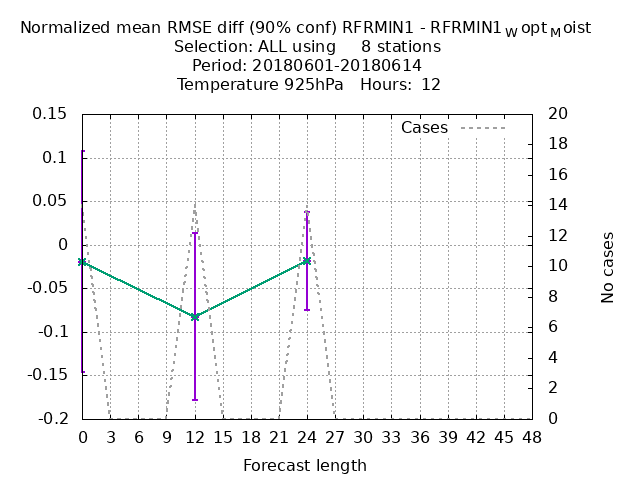 Normalized mean RMSE diff (90% conf) RFRMIN1 - RFRMIN1WoptMoist
Selection: ALL using 8 stations
Period: 20180601-20180614
Temperature 925hPa Hours: 12
Cases
0.15
0.1
0.05
0
-0.05
-0.1
-0.15
-0.2
20
18
16
14
12
10
8
6
4
2
0
No cases
0 3 6 9 12 15 18 21 24 27 30 33 36 39 42 45 48
Forecast length